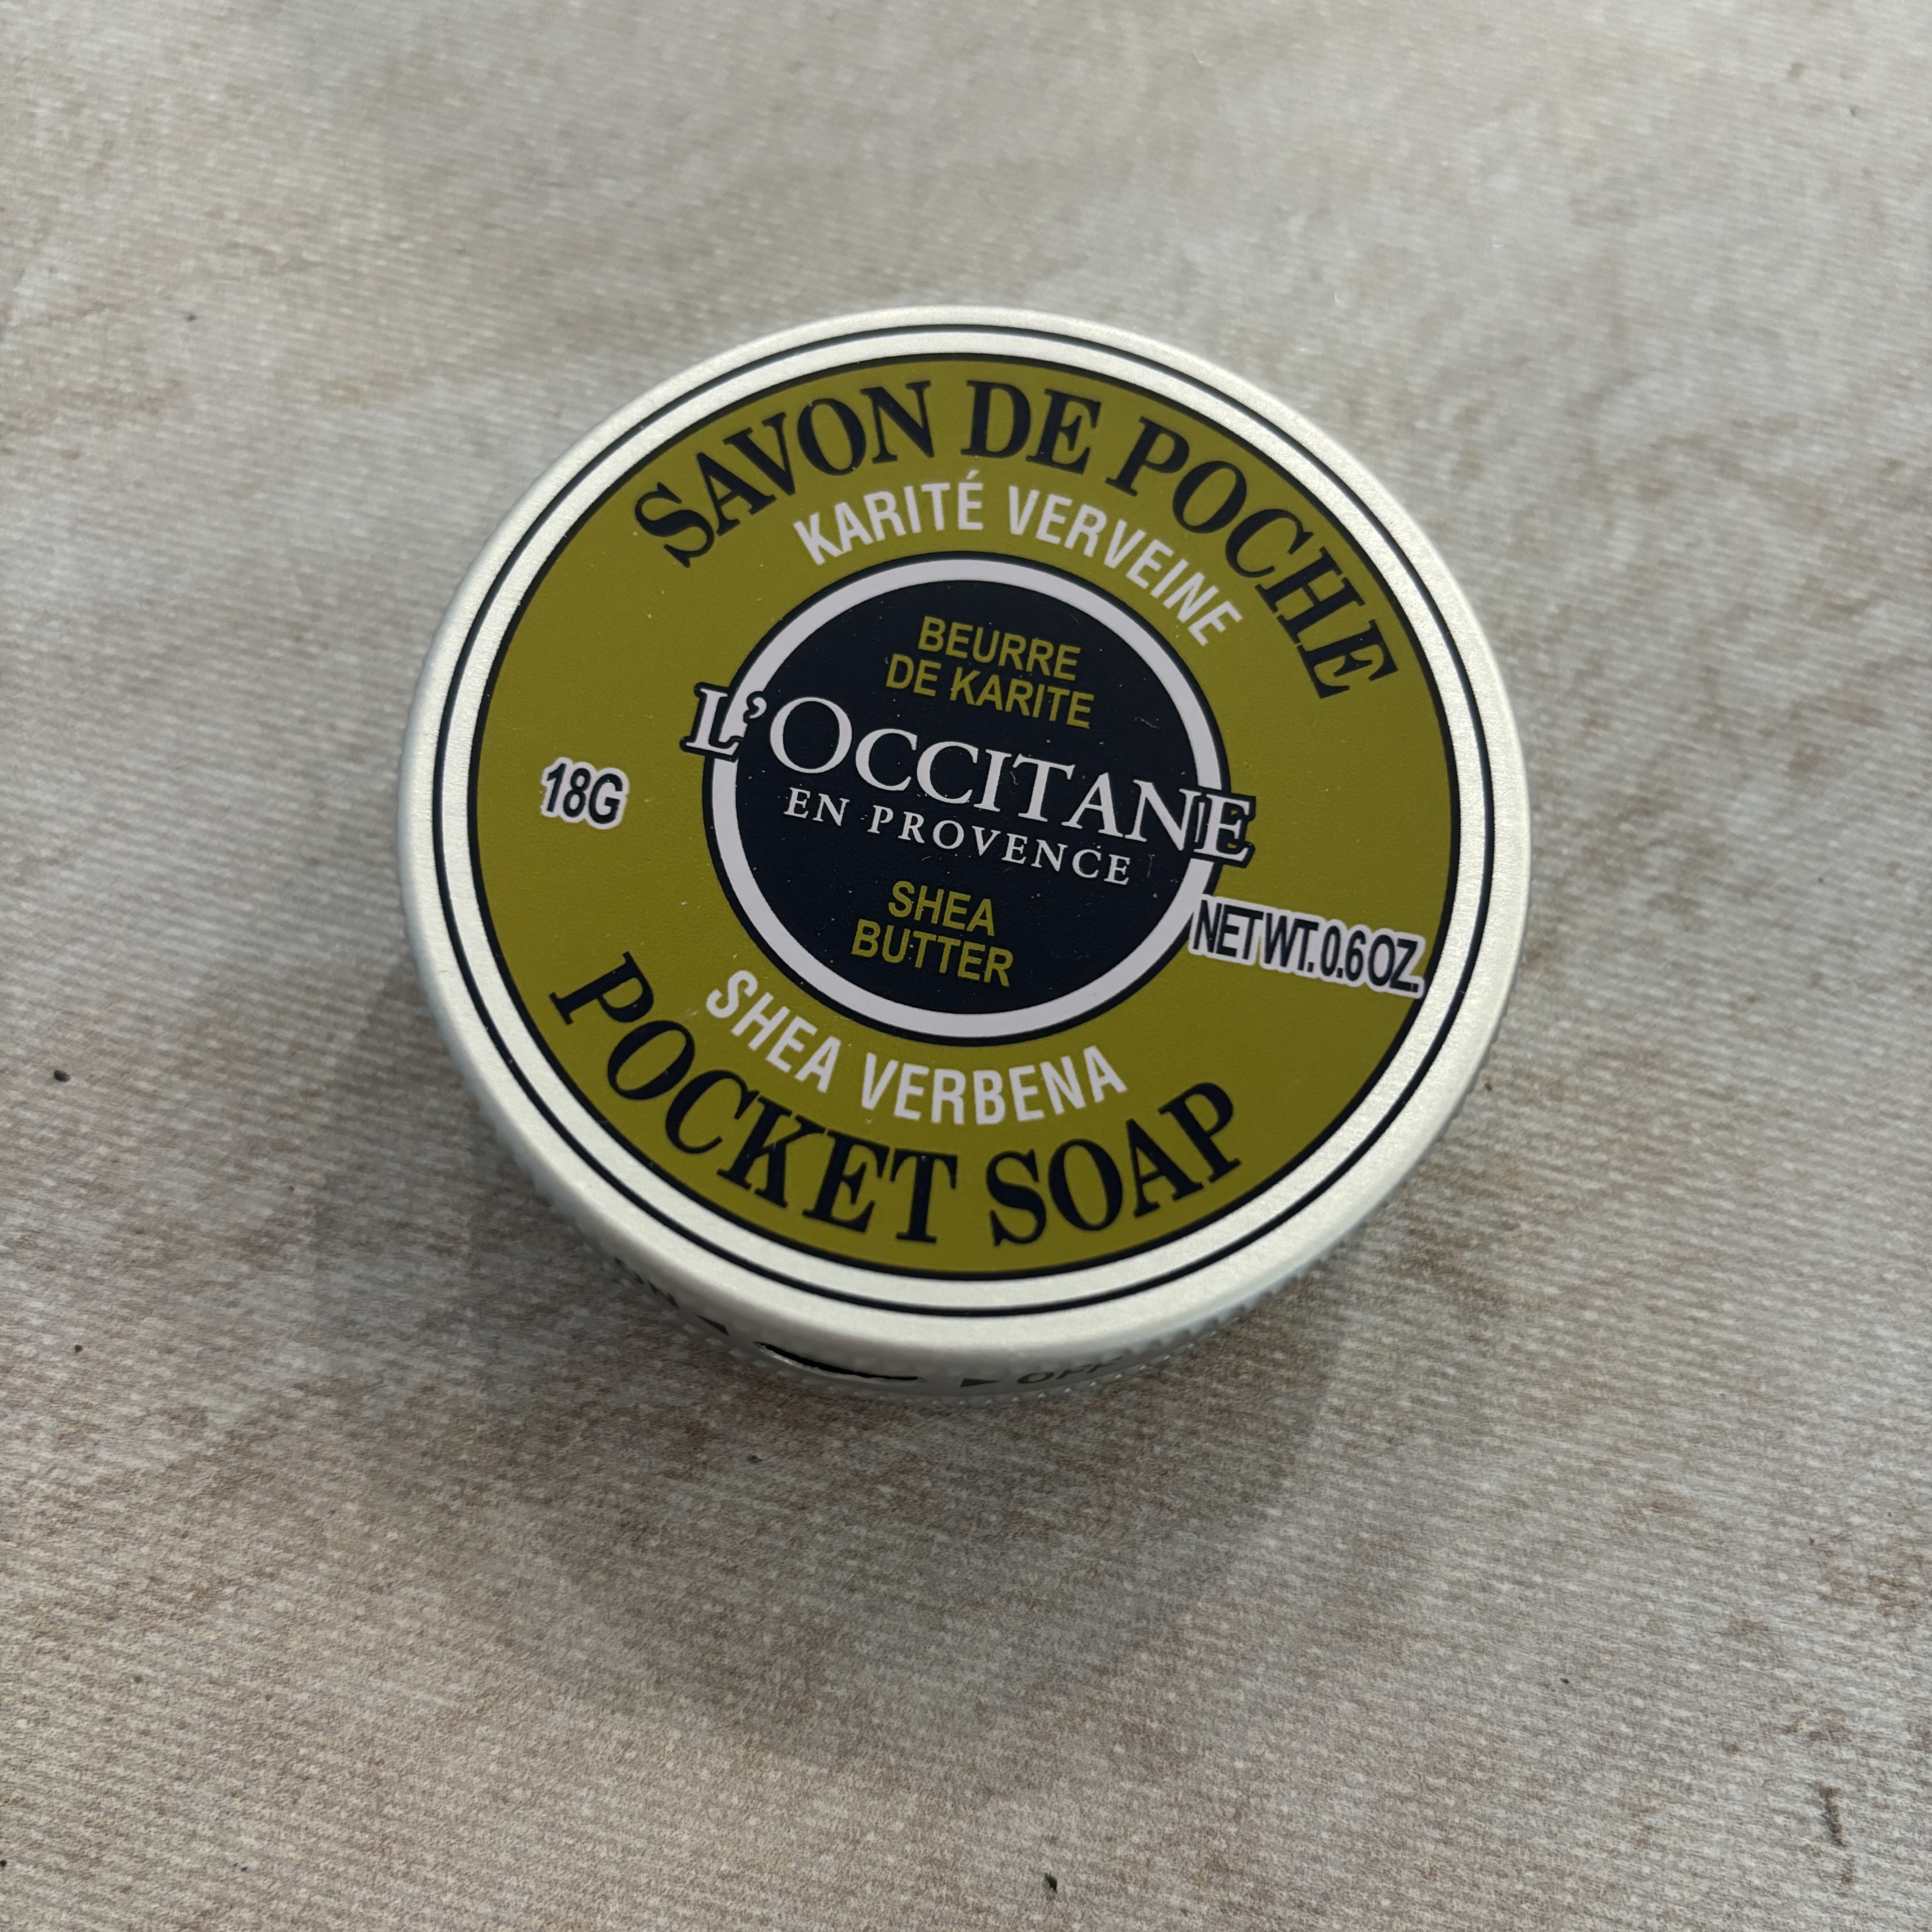 SAVON DE POCHE
KARITÉ VERVEINE
BEURRE
DE KARITE
L'OCCITANE
EN PROVENCE
18G
NET WT. 0.6 OZ.
SHEA
BUTTER
SHEA VERBENA
POCKET SOAP